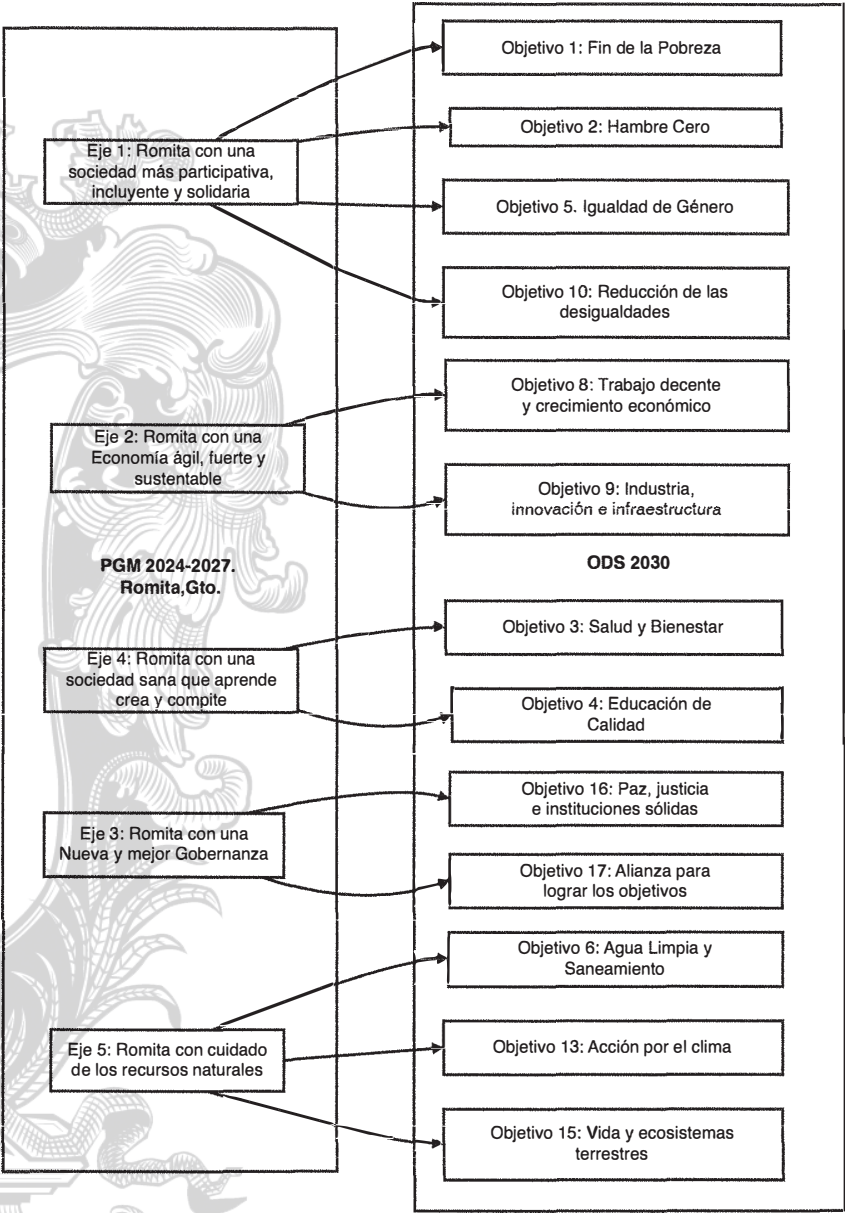 Objetivo 1: Fin de la Pobreza
Objetivo 2: Hambre Cero
Eje 1: Romita con una
sociedad más participativa,
incluyente y solidaria
Objetivo 5. Igualdad de Género
Objetivo 10: Reducción de las
desigualdades
Objetivo 8: Trabajo decente
y crecimiento económico
Eje 2: Romita con una
Economía ágil, fuerte y
sustentable
Objetivo 9: Industria,
innovación e infraestructura
PGM 2024-2027.
Romita,Gto.
ODS 2030
Objetivo 3: Salud y Bienestar
Eje 4: Romita con una
sociedad sana que aprende
crea y compite
Objetivo 4: Educación de
Calidad
Objetivo 16: Paz, justicia
e instituciones sólidas
Eje 3: Romita con una
Nueva y mejor Gobernanza
Objetivo 17: Alianza para
lograr los objetivos
Objetivo 6: Agua Limpia y
Saneamiento
Eje 5: Romita con cuidado
de los recursos naturales
Objetivo 13: Acción por el clima
Objetivo 15: Vida y ecosistemas
terrestres